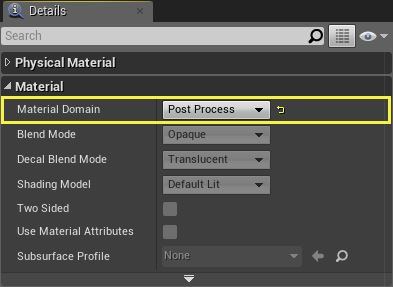 Details
Search
Physical Material
Material
Material Domain Post Process
Blend Mode Opaque
Decal Blend Mode Translucent
Shading Model Default Lit
Two Sided
Use Material Attributes
Subsurface Profile None